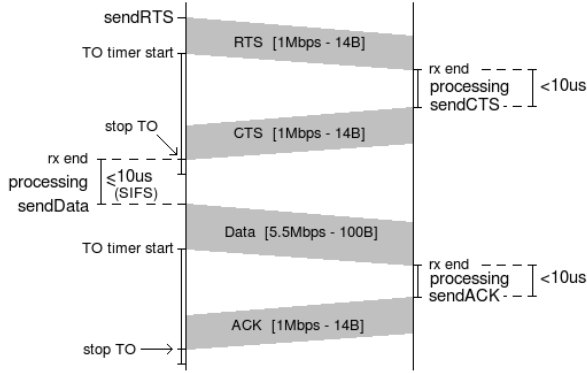 sendRTS
RTS [1Mbps - 14B]
TO timer start
rx end
processing
<10us
sendCTS
stop TO
CTS [1Mbps - 14B]
rx end
processing
≤10us
(SIFS)
sendData
Data [5.5Mbps - 100B]
TO timer start
rx end
processing
<10us
sendACK
ACK [1Mbps - 14B]
stop TO